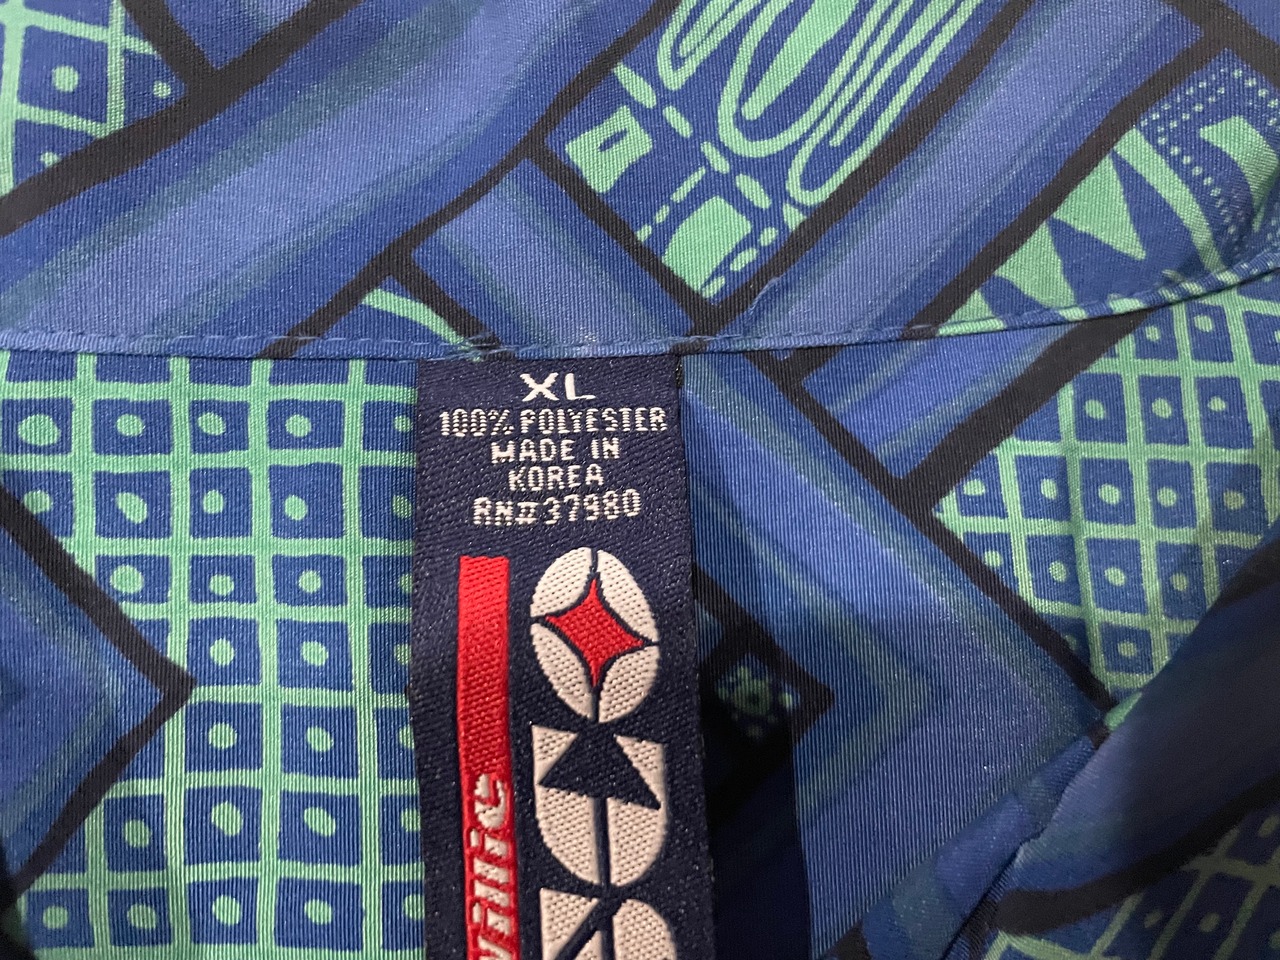 XL
100% POLYESTER
MADE IN
KOREA
RN#37980